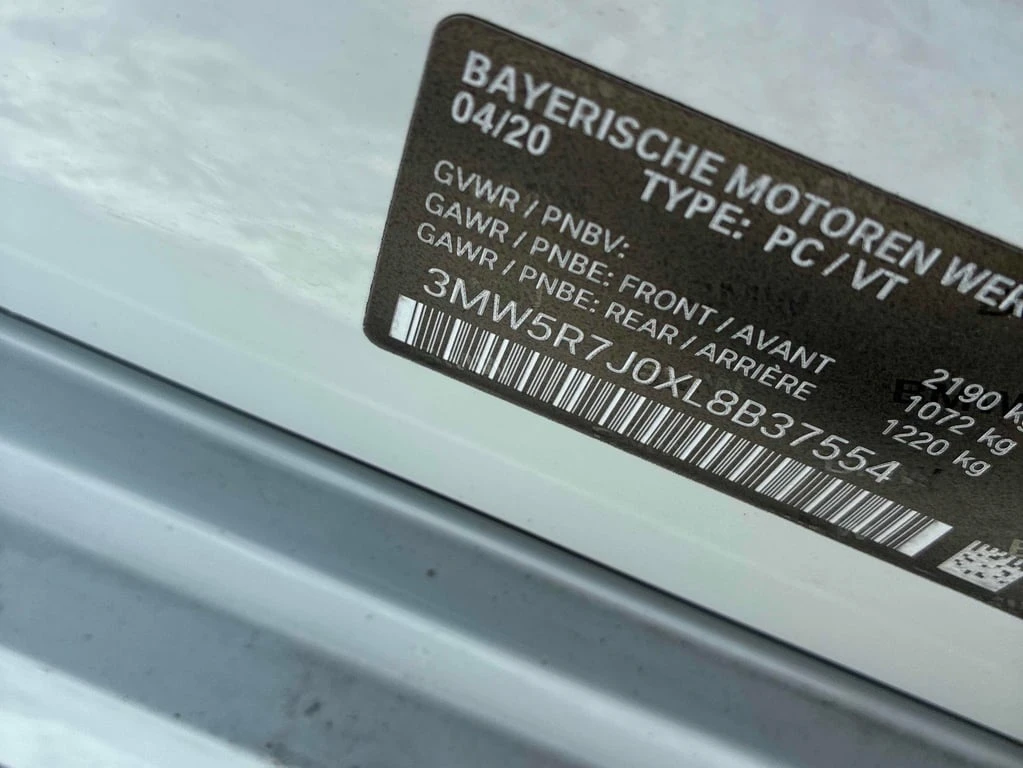 BAYERISCHE MOTOREN WER
04/20 TYPE: PC / VT
GVWR / PNBV: 2190 k
GAWR / PNBE: FRONT / AVANT 1072 kg
GAWR / PNBE: REAR / ARRIÈRE 1220 kg
3MW5R7J0XL8B37554